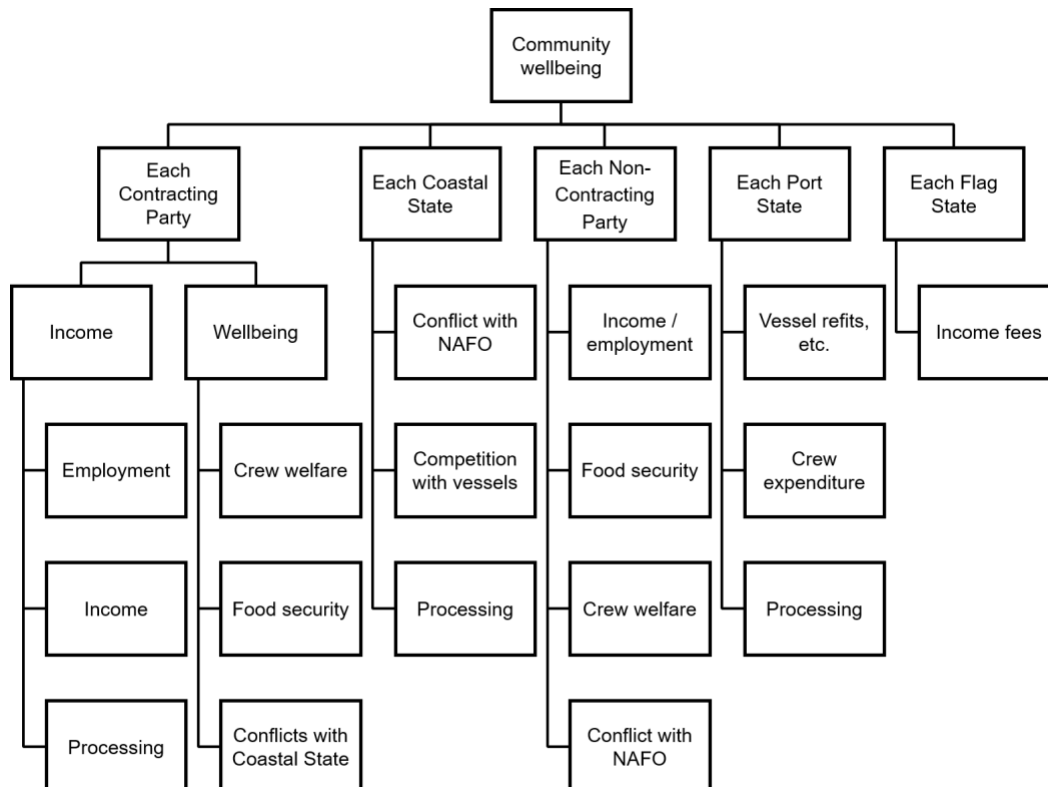 Community
wellbeing
Each
Contracting
Party
Each Coastal
State
Each Non-
Contracting
Party
Each Port
State
Each Flag
State
Income
Wellbeing
Conflict with
NAFO
Income /
employment
Vessel refits,
etc.
Income fees
Employment
Crew welfare
Competition
with vessels
Food security
Crew
expenditure
Income
Food security
Processing
Crew welfare
Processing
Processing
Conflicts with
Coastal State
Conflict with
NAFO